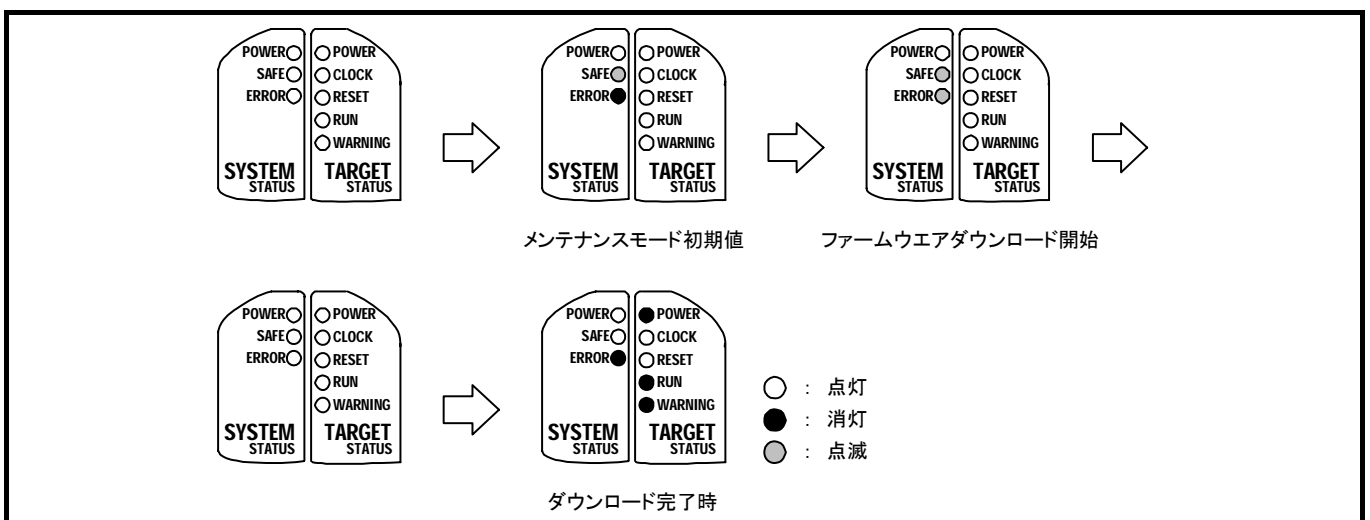 POWER POWER
SAFE CLOCK
ERROR RESET
RUN
WARNING
SYSTEM TARGET
STATUS STATUS
POWER POWER
SAFE CLOCK
ERROR RESET
RUN
WARNING
SYSTEM TARGET
STATUS STATUS
メンテナンスモード初期値
POWER POWER
SAFE CLOCK
ERROR RESET
RUN
WARNING
SYSTEM TARGET
STATUS STATUS
ファームウエアダウンロード開始
POWER POWER
SAFE CLOCK
ERROR RESET
RUN
WARNING
SYSTEM TARGET
STATUS STATUS
POWER POWER
SAFE CLOCK
ERROR RESET
RUN
WARNING
SYSTEM TARGET
STATUS STATUS
ダウンロード完了時
: 点灯
: 消灯
: 点滅